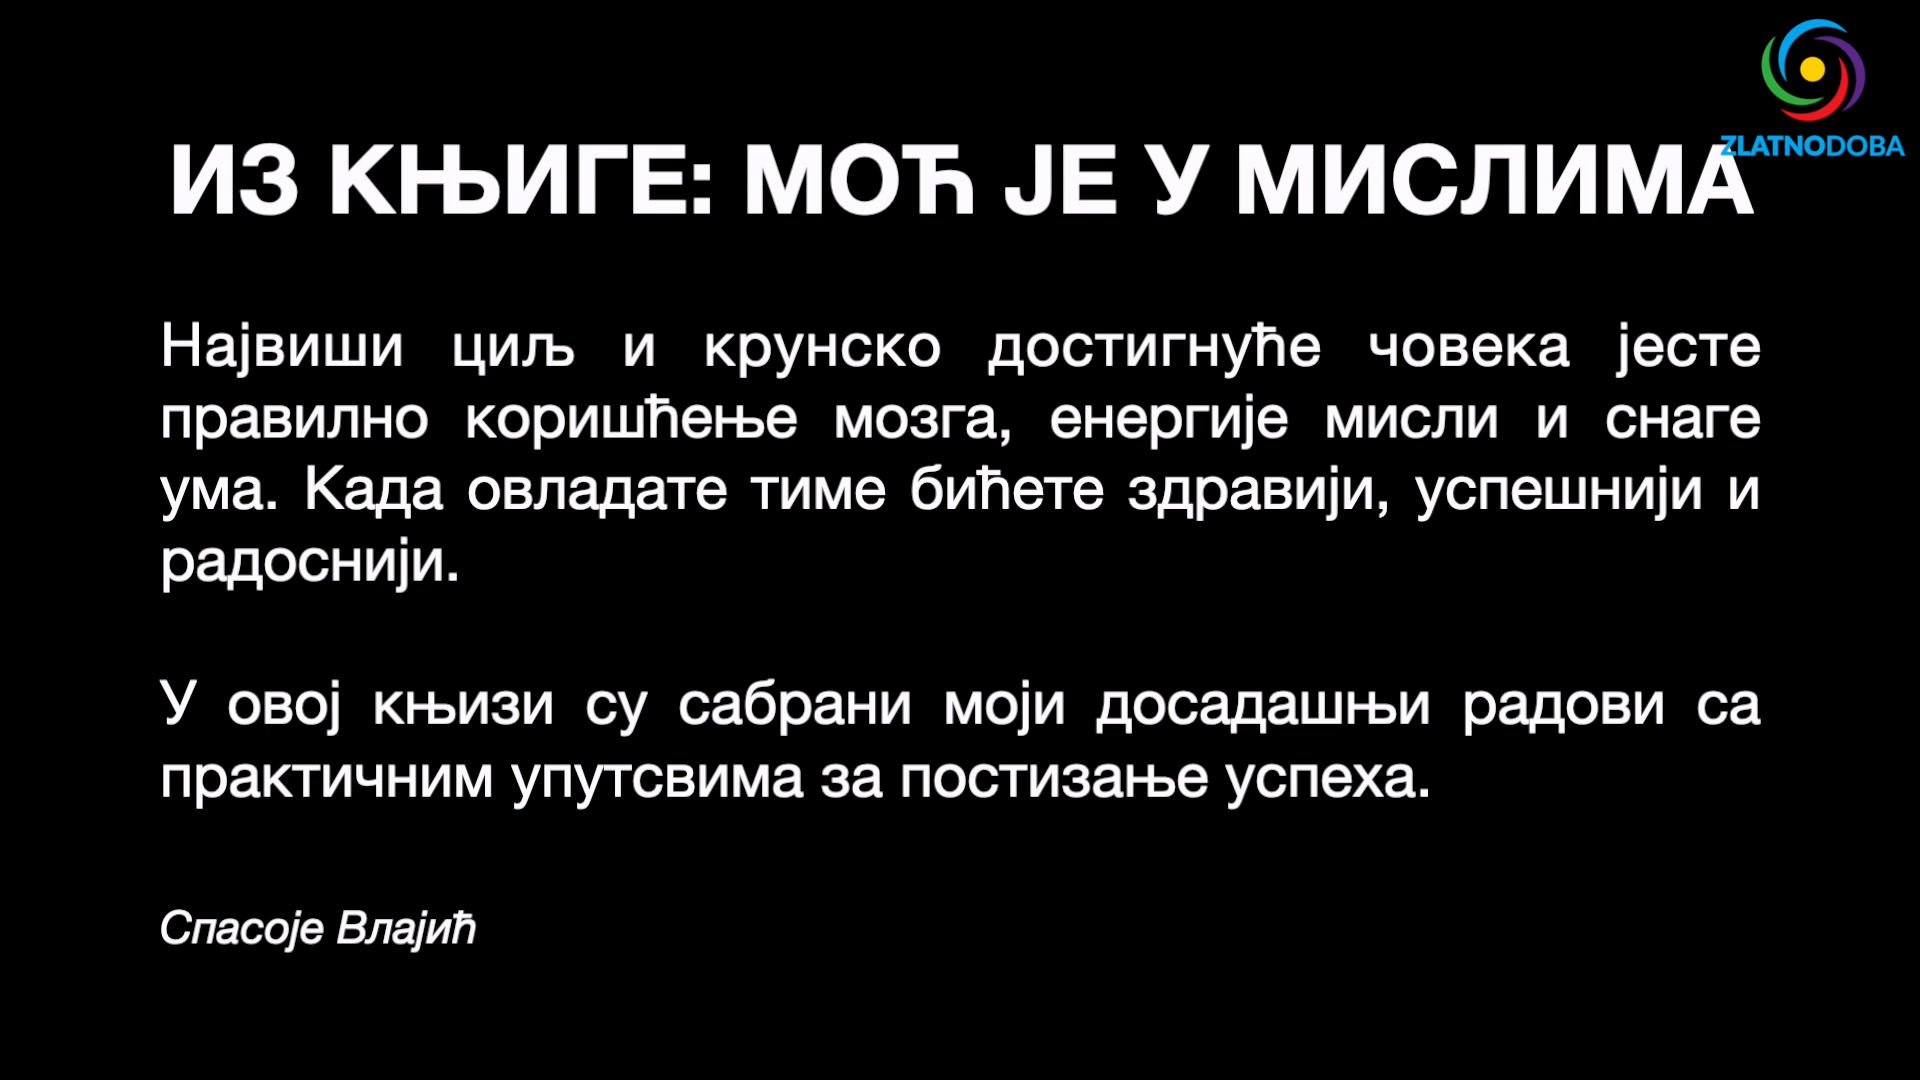 ZLATNODOBA
ИЗ КЊИГЕ: МОЋ ЈЕ У МИСЛИМА
Највиши циљ и крунско достигнуће човека јесте
правилно коришћење мозга, енергије мисли и снаге
ума. Када овладате тиме бићете здравији, успешнији и
радоснији.
У овој књизи су сабрани моји досадашњи радови са
практичним упутсвима за постизање успеха.
Спасоје Влајић